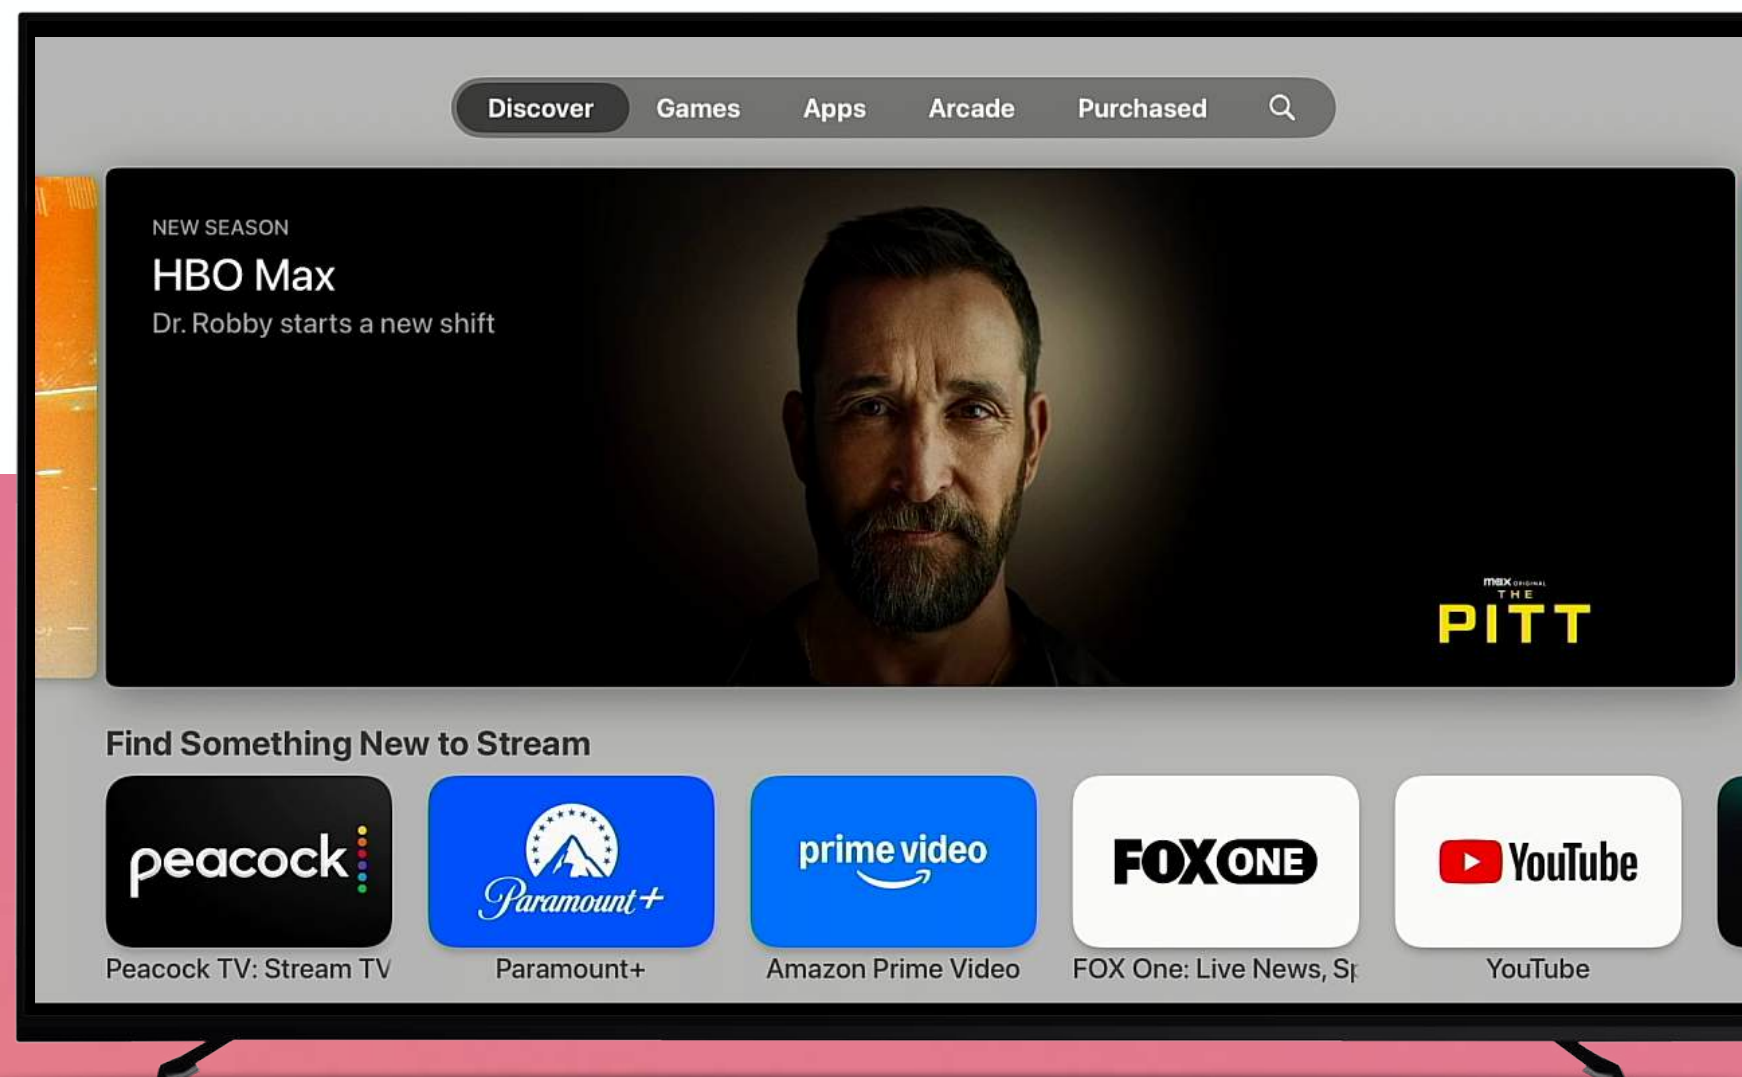 Discover Games Apps Arcade Purchased
NEW SEASON
HBO Max
Dr. Robby starts a new shift
max ORIGINAL
THE
PITT
Find Something New to Stream
peacock
Paramount+
prime video
FOX ONE
YouTube
Peacock TV: Stream TV
Paramount+
Amazon Prime Video
FOX One: Live News, Sp
YouTube